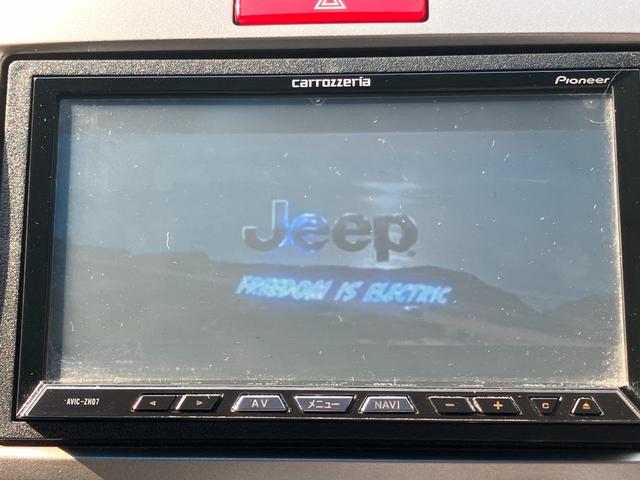 carrozzeria
Pioneer
Jeep
FREEDOM IS ELECTRIC
AVIC-ZH07
AV
メニュー
NAVI
C